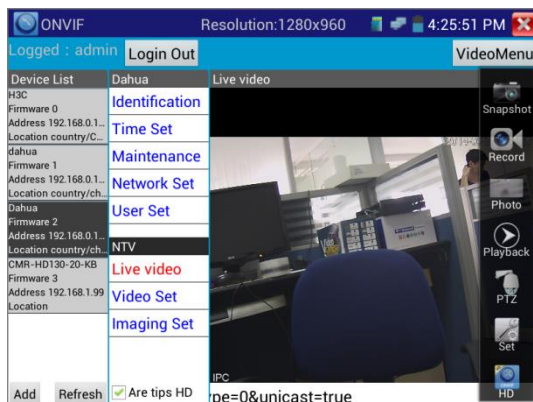 ONVIF Resolution:1280x960 4:25:51 PM
Logged : admin Login Out VideoMenu
Device List
H3C
Firmware 0
Address 192.168.0.1...
Location country/C...
dahua
Firmware 1
Address 192.168.0.1...
Location country/ch...
Dahua
Firmware 2
Address 192.168.0.1...
Location country/ch...
CMR-HD130-20-KB
Firmware 3
Address 192.168.1.99
Location
Add Refresh
Dahua
Identification
Time Set
Maintenance
Network Set
User Set
NTV
Live video
Video Set
Imaging Set
Are tips HD
Live video
IPC
pe=0&unicast=true
Snapshot
Record
Photo
Playback
PTZ
Set
HD